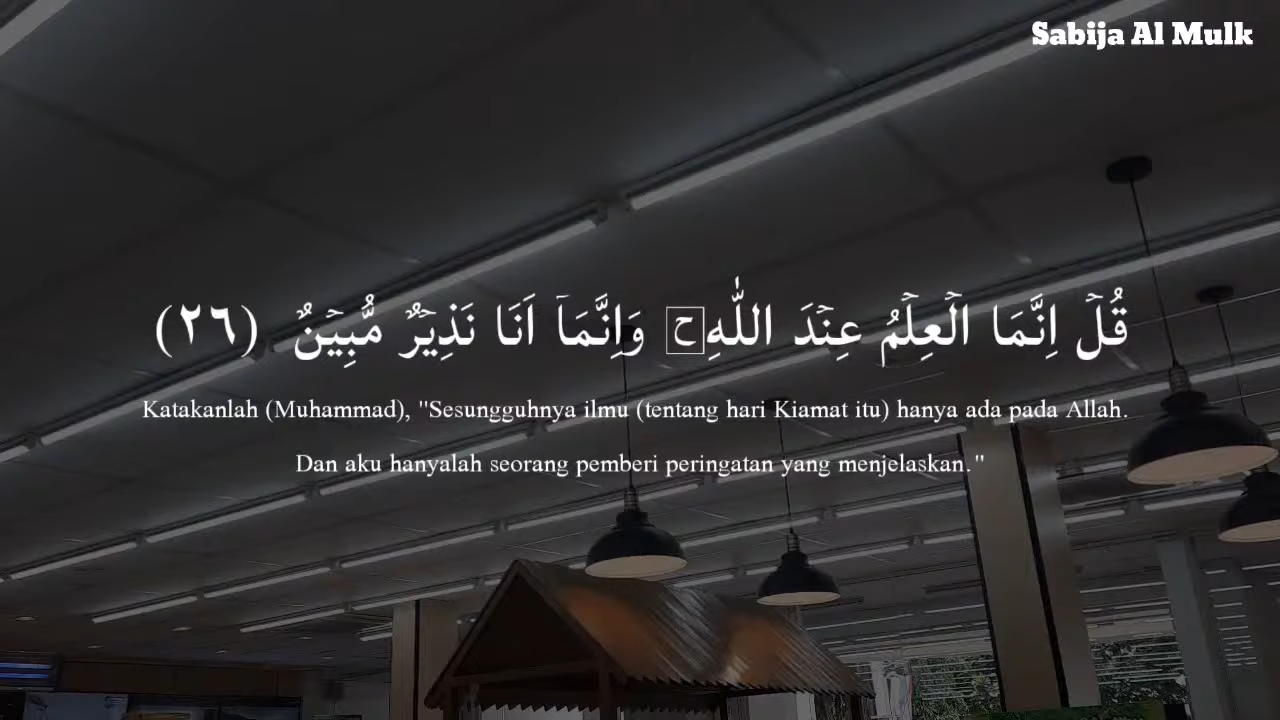 Sabija Al Mulk
قُلۡ اِنَّمَا الۡعِلۡمُ عِنۡدَ اللّٰهِ ح وَاِنَّمَاۤ اَنَا نَذِيۡرٌ مُّبِيۡنٌ (٢٦)
Katakanlah (Muhammad), "Sesungguhnya ilmu (tentang hari Kiamat itu) hanya ada pada Allah.
Dan aku hanyalah seorang pemberi peringatan yang menjelaskan."